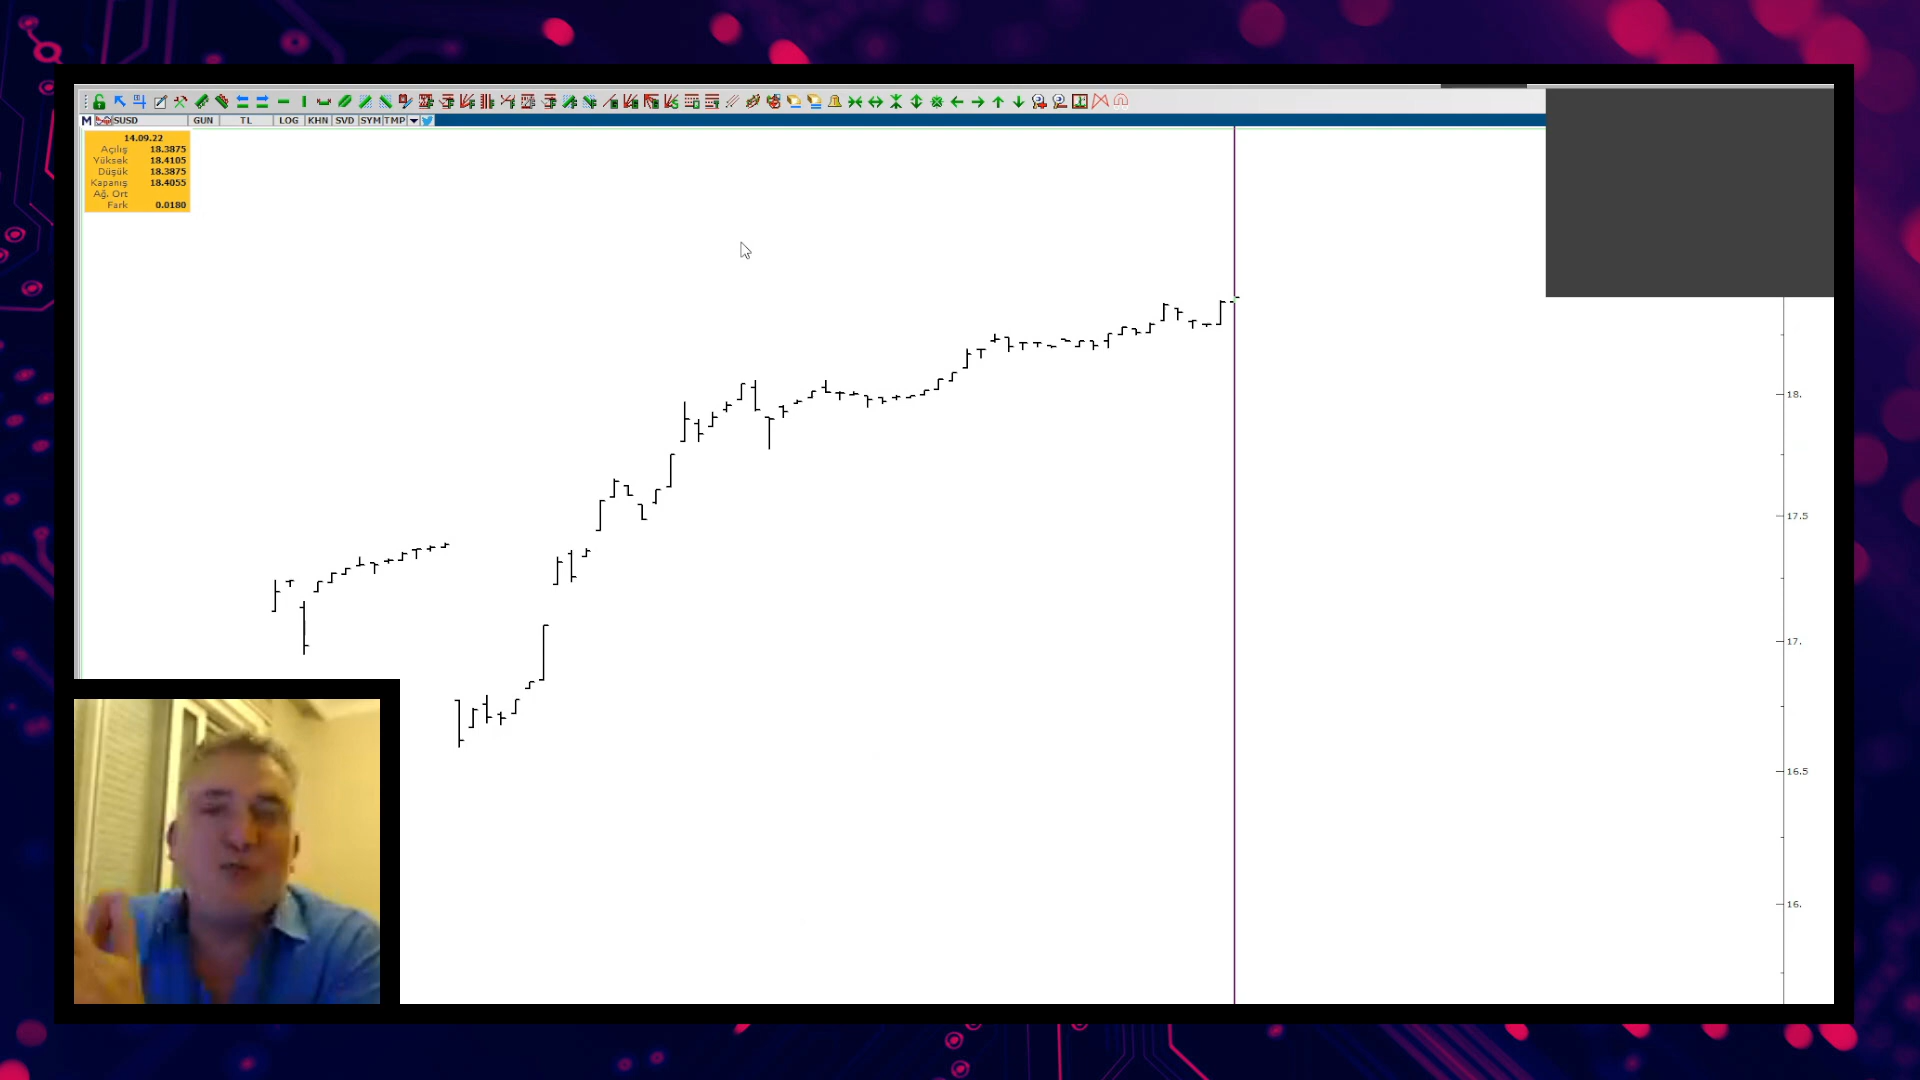 M SUSD GUN TL LOG KHN SVD SYM TMP
14.09.22
Açılış 18.3875
Yüksek 18.4105
Düşük 18.3875
Kapanış 18.4055
Ağ. Ort
Fark 0.0180
18.
17.5
17.
16.5
16.